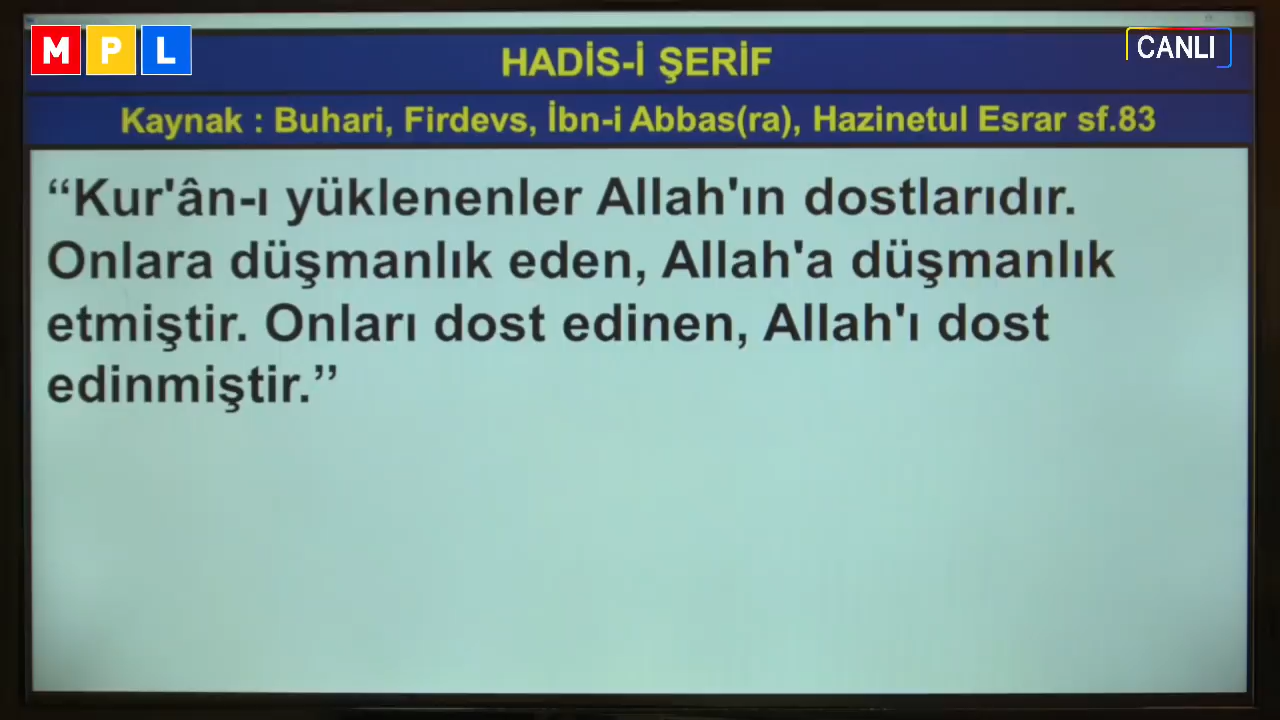 M P L
CANLI
HADİS-İ ŞERİF
Kaynak : Buhari, Firdevs, İbn-i Abbas(ra), Hazinetul Esrar sf.83
“Kur'ân-ı yüklenenler Allah'ın dostlarıdır.
Onlara düşmanlık eden, Allah'a düşmanlık
etmiştir. Onları dost edinen, Allah'ı dost
edinmiştir.”